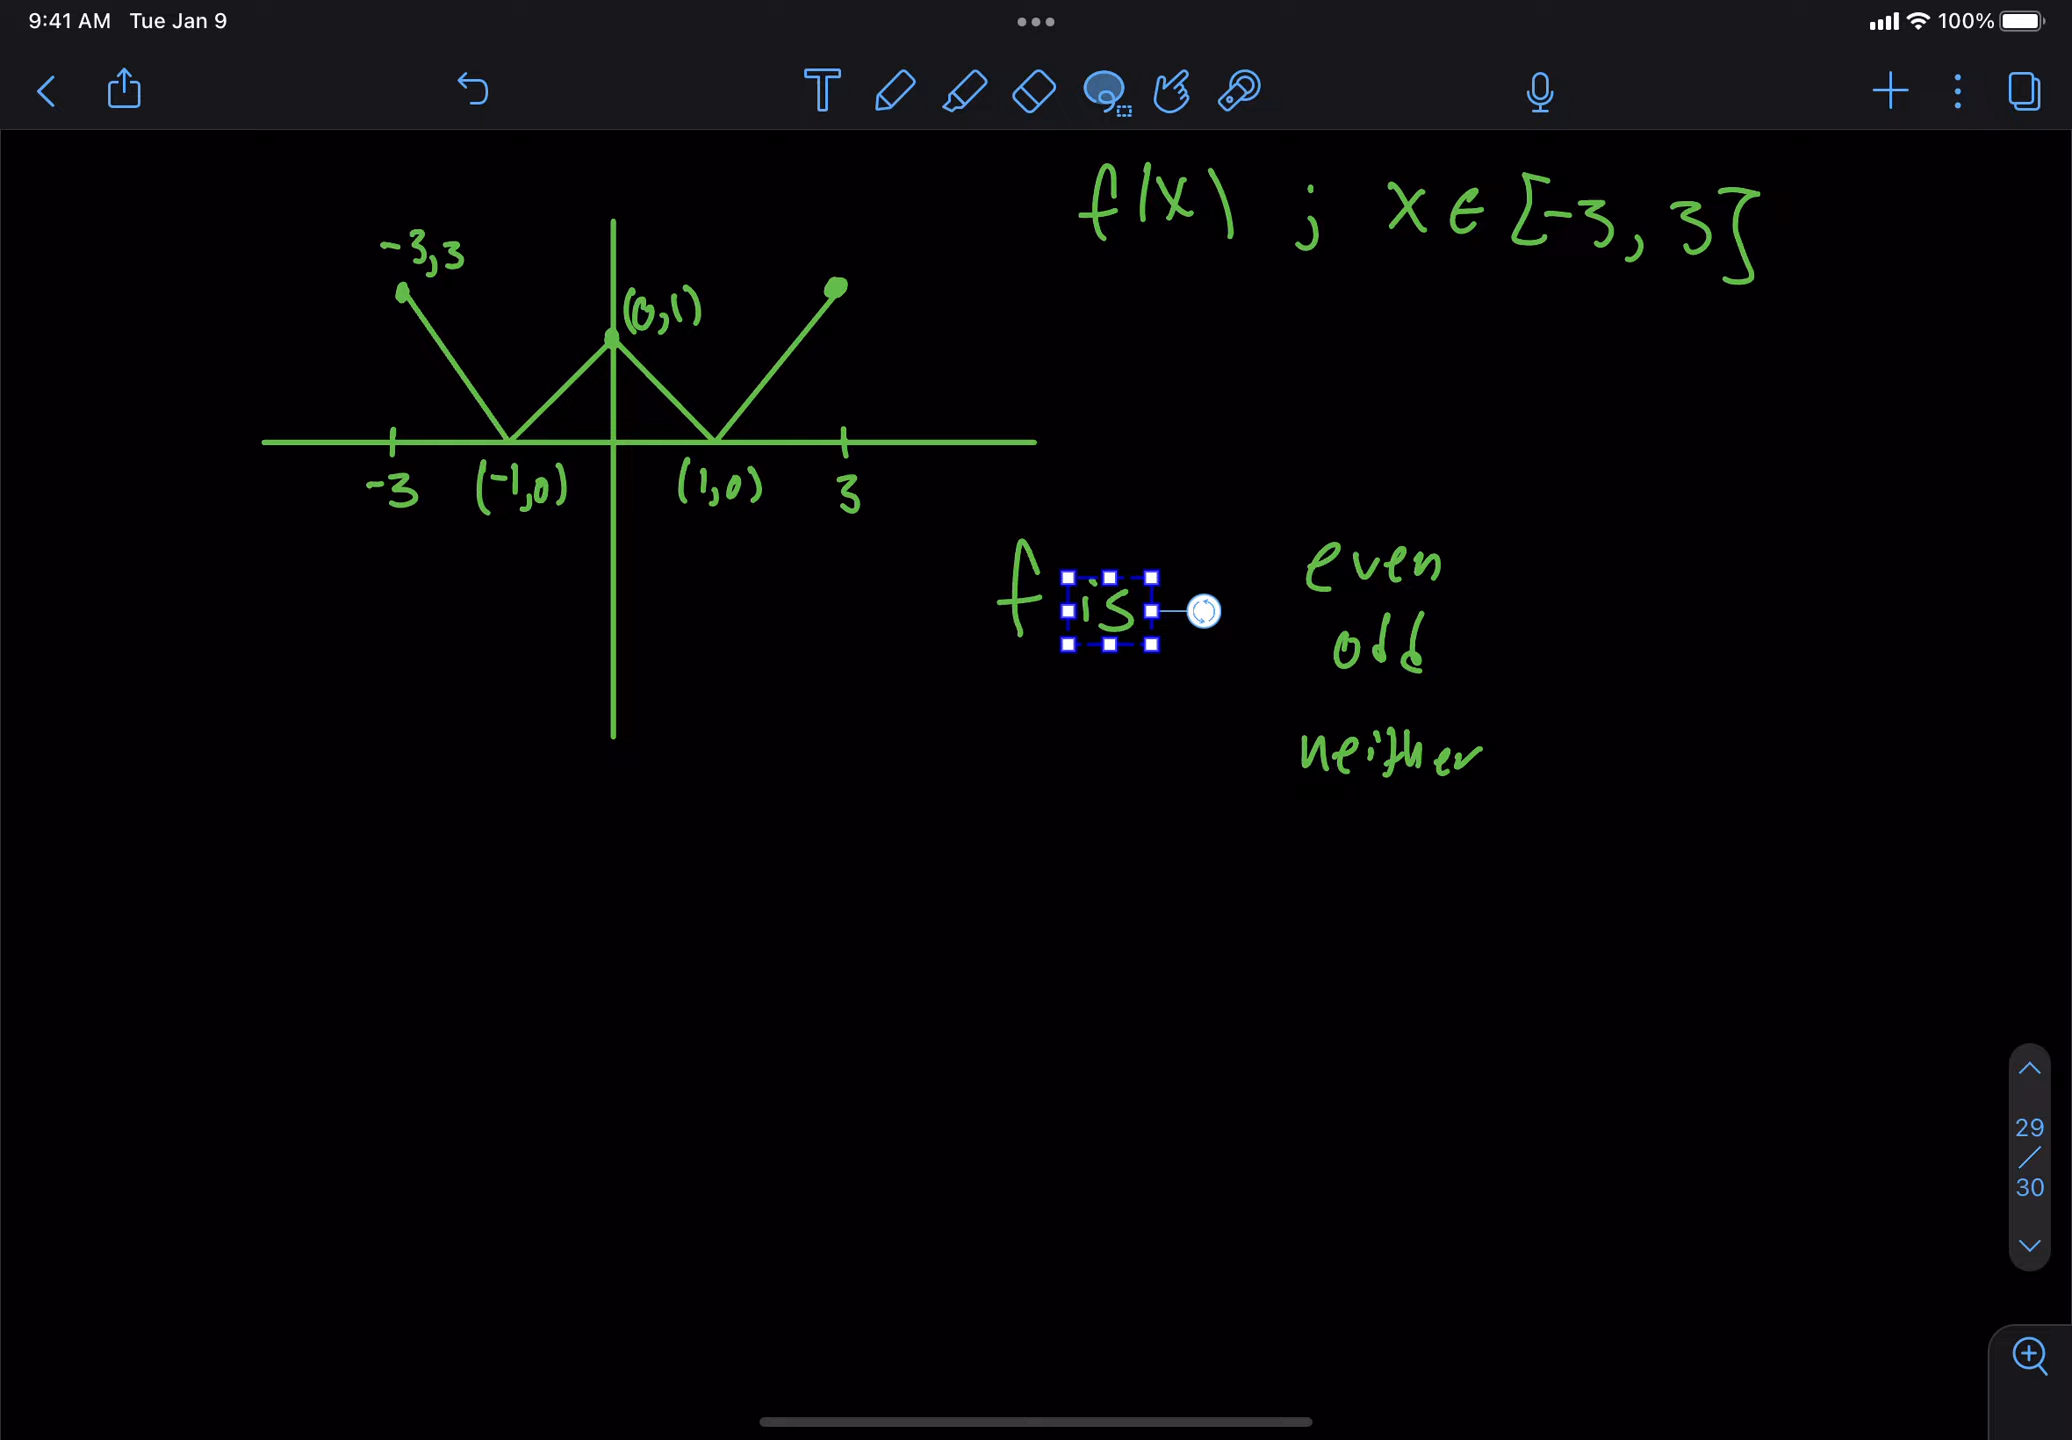 9:41 AM Tue Jan 9
100%
f(x) ; x ∈ [-3, 3]
-3,3
(0,1)
-3 (-1,0) (1,0) 3
f is
even
odd
neither
29
/
30